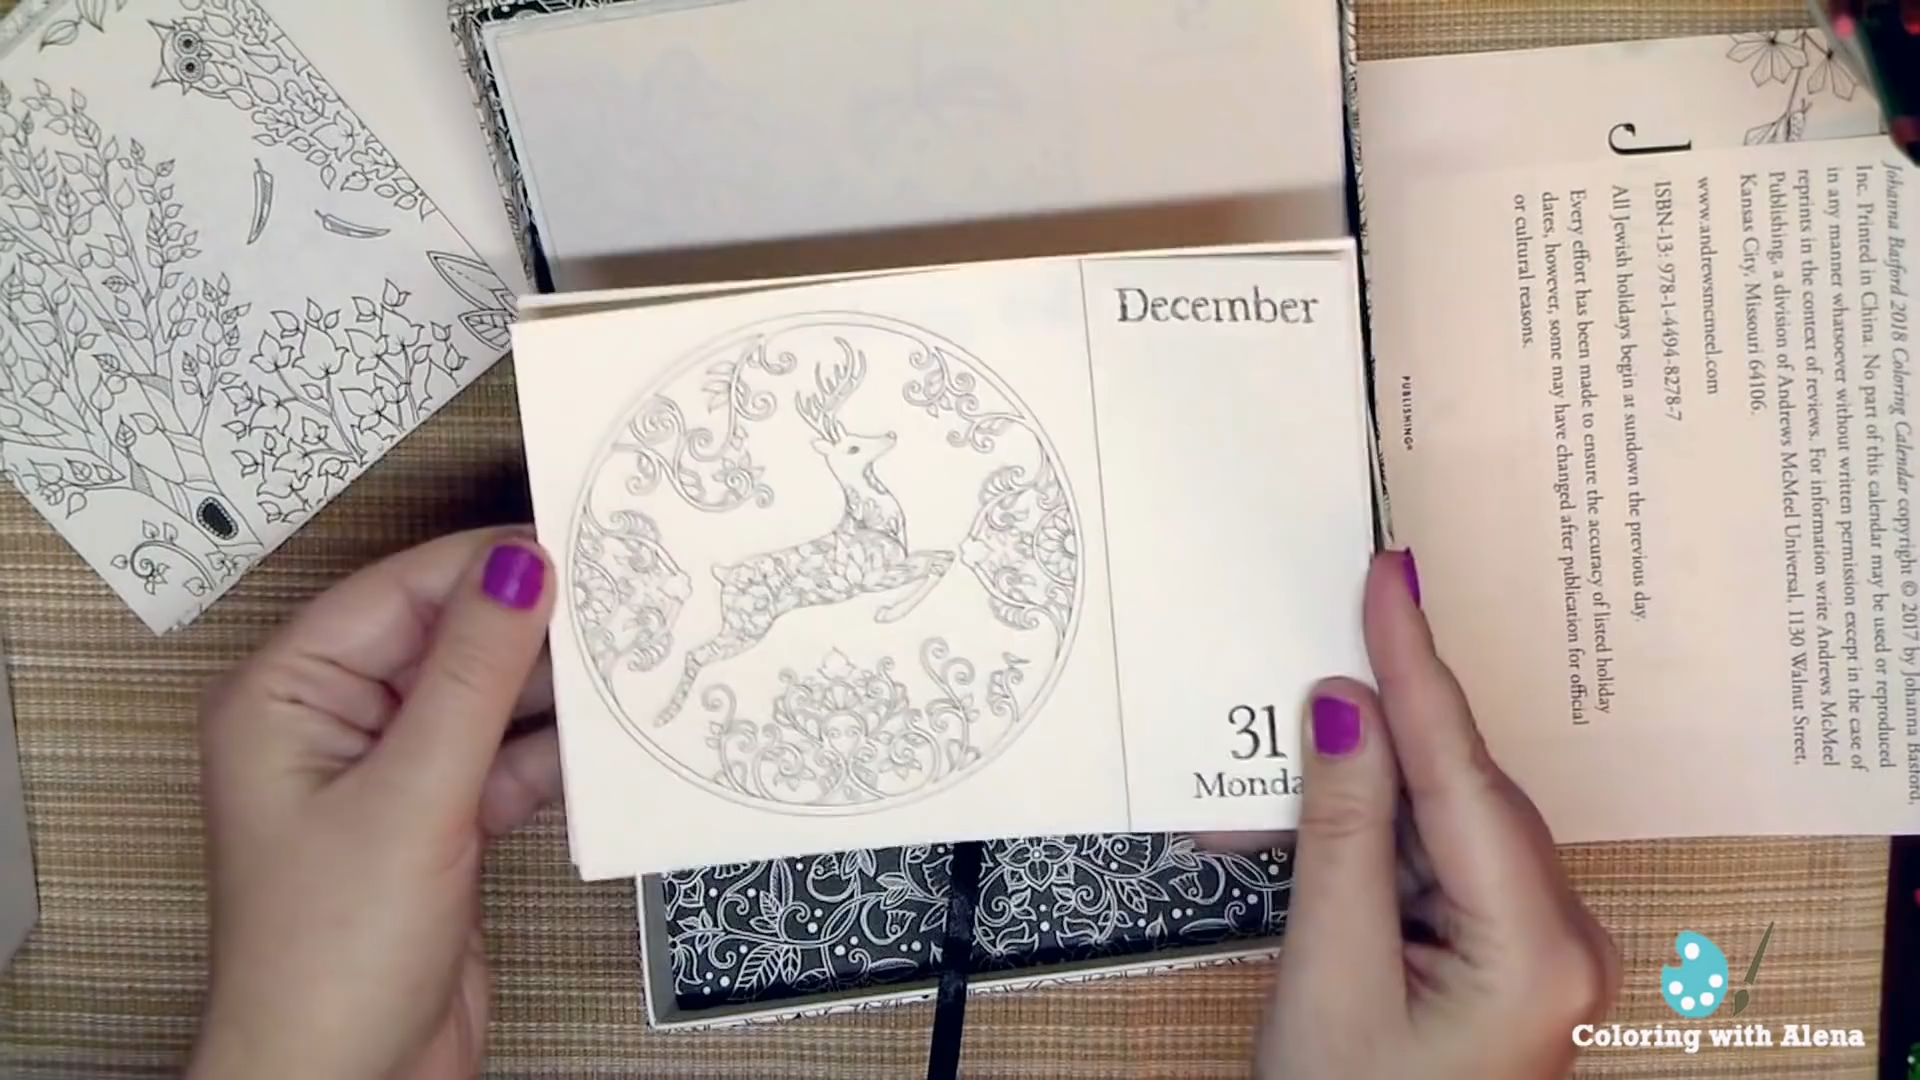 December
31
Monda
J
Johanna Basford 2018 Coloring Calendar copyright © 2017 by Johanna Basford,
Inc. Printed in China. No part of this calendar may be used or reproduced
in any manner whatsoever without written permission except in the case of
reprints in the context of reviews. For information write Andrews McMeel
Publishing, a division of Andrews McMeel Universal, 1130 Walnut Street,
Kansas City, Missouri 64106.
www.andrewsmcmeel.com
ISBN-13: 978-1-4494-8278-7
All Jewish holidays begin at sundown the previous day.
Every effort has been made to ensure the accuracy of listed holiday
dates, however, some may have changed after publication for official
or cultural reasons.
PUBLISHING®
Coloring with Alena